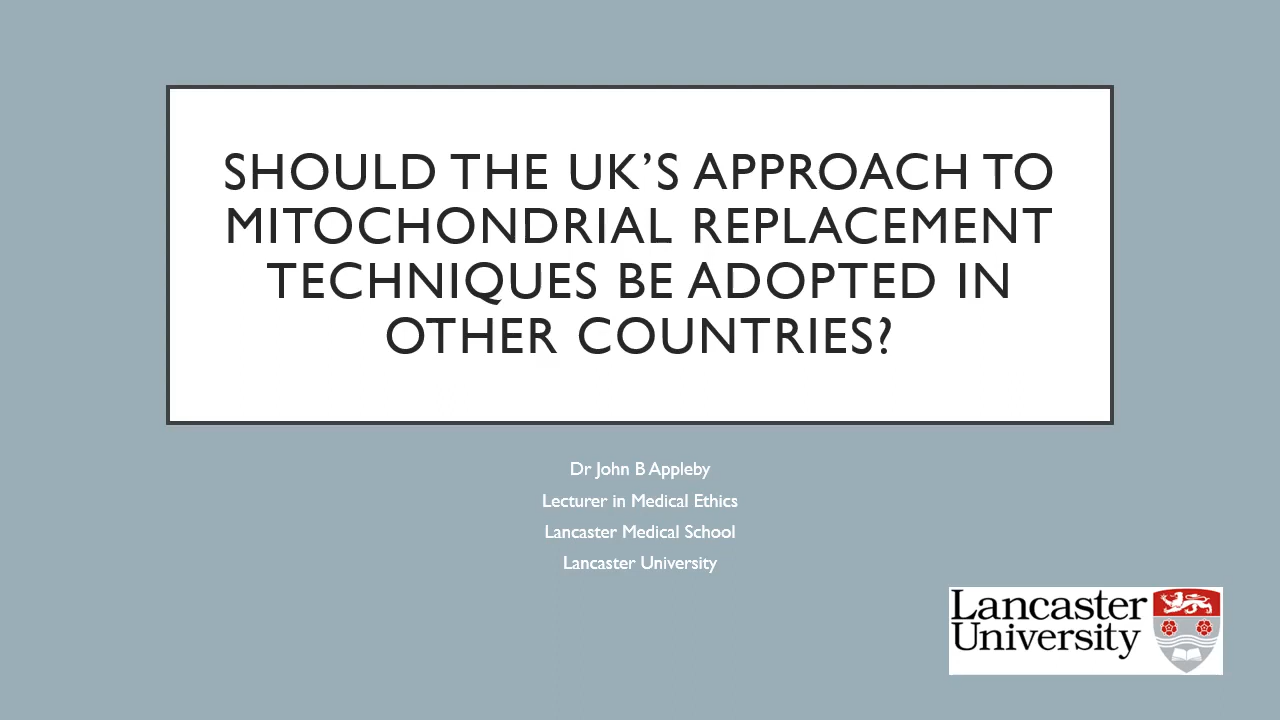 SHOULD THE UK’S APPROACH TO
MITOCHONDRIAL REPLACEMENT
TECHNIQUES BE ADOPTED IN
OTHER COUNTRIES?
Dr John B Appleby
Lecturer in Medical Ethics
Lancaster Medical School
Lancaster University
Lancaster
University